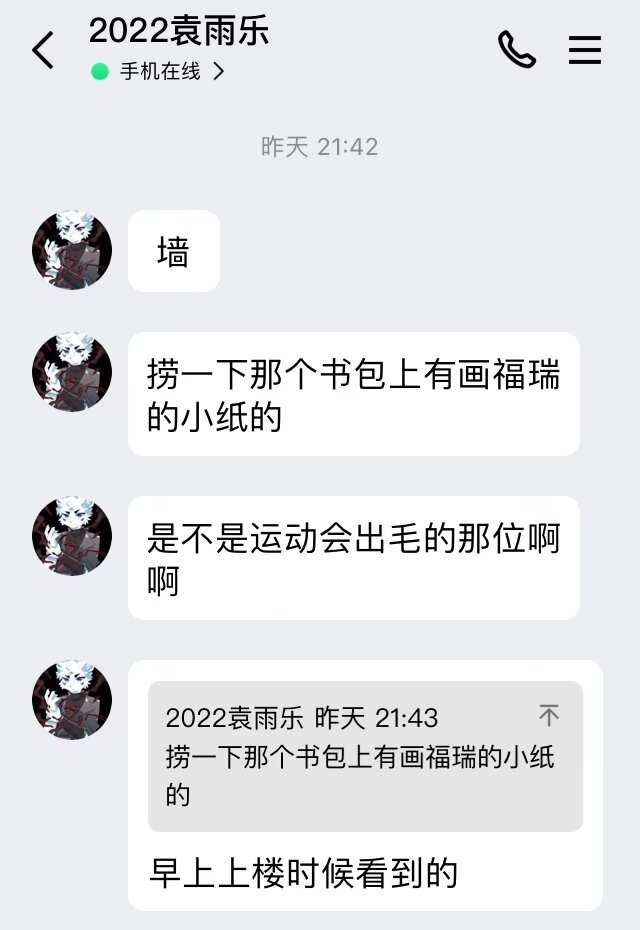 2022袁雨乐
手机在线
昨天 21:42
墙
捞一下那个书包上有画福瑞
的小纸的
是不是运动会出毛的那位啊
啊
2022袁雨乐 昨天 21:43
捞一下那个书包上有画福瑞的小纸
的
早上上楼时候看到的